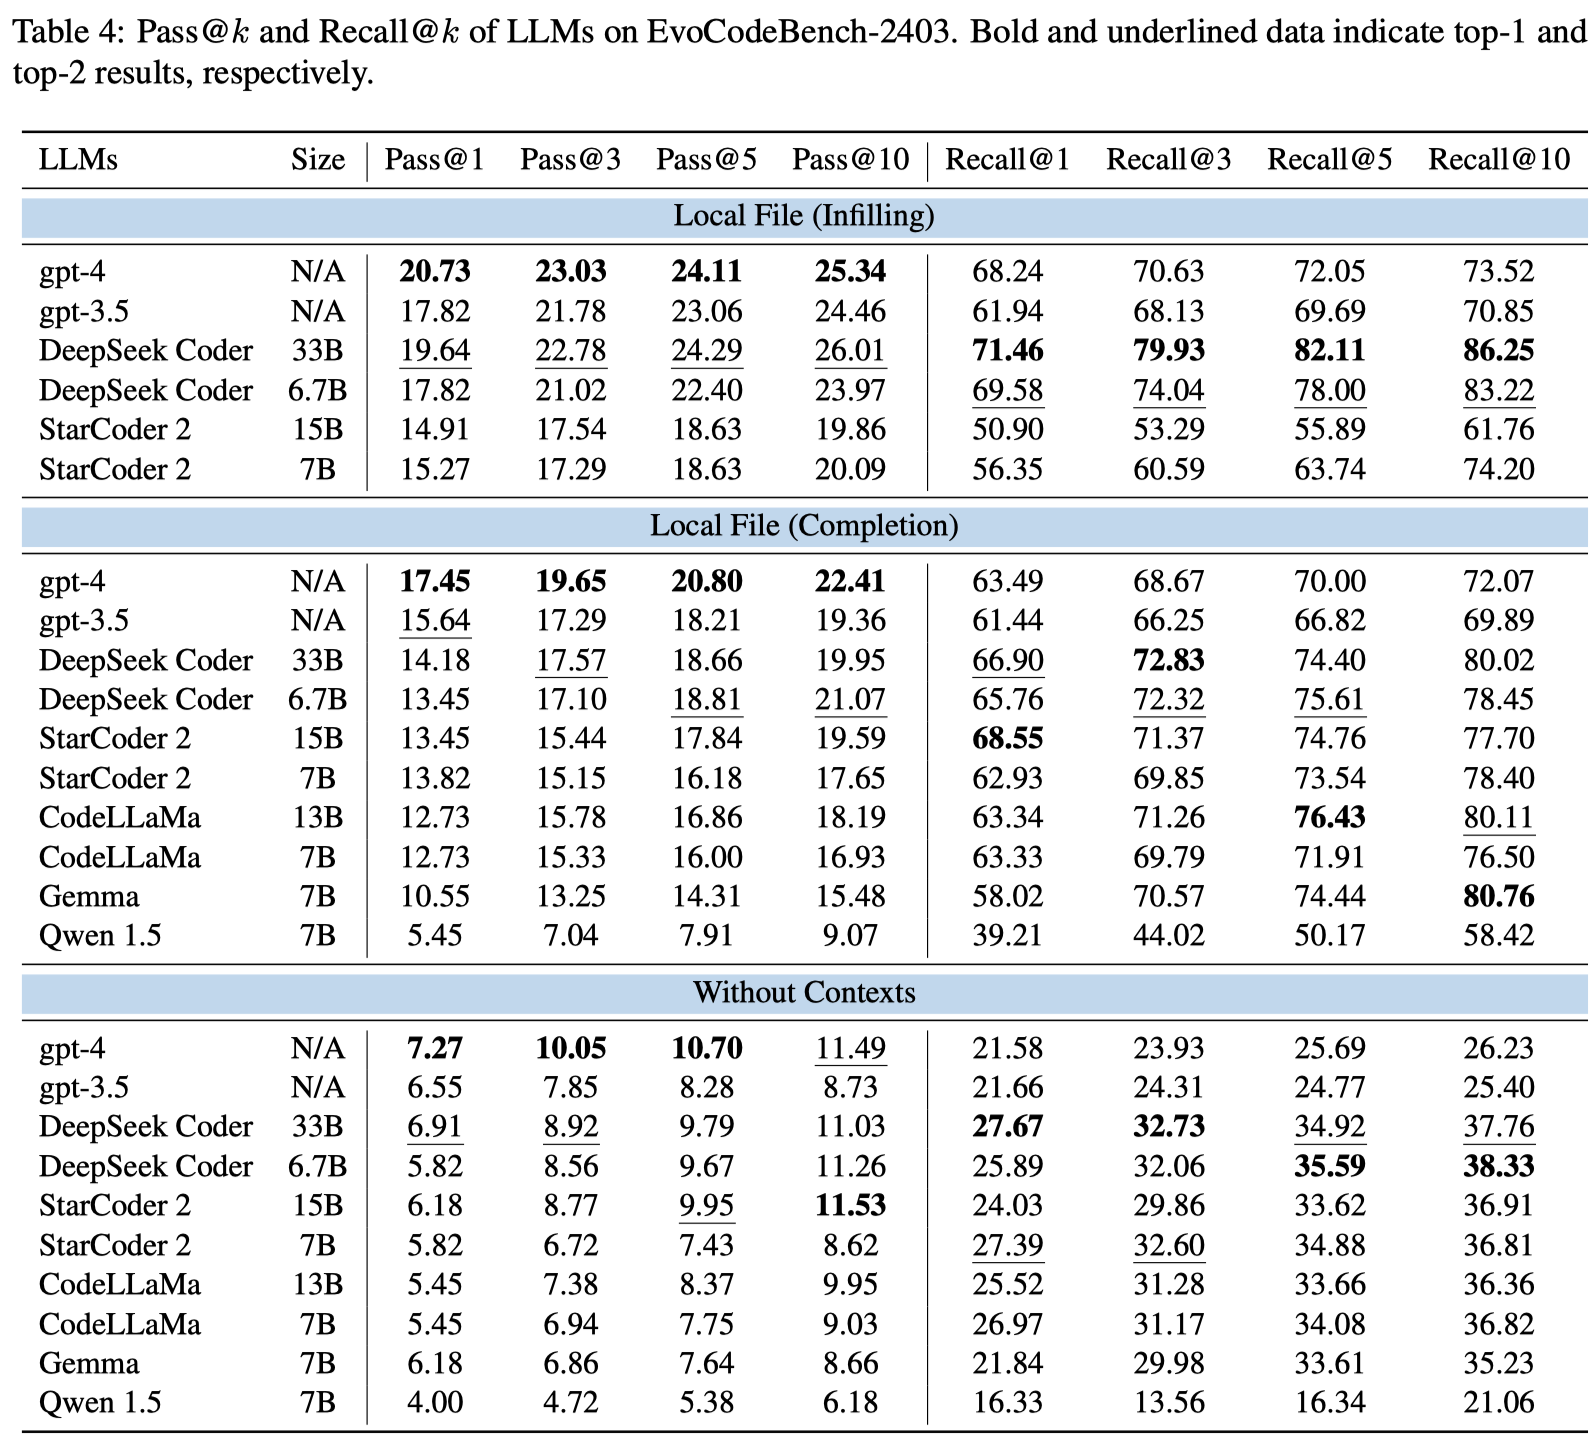 Table 4: Pass@k and Recall@k of LLMs on EvoCodeBench-2403. Bold and underlined data indicate top-1 and
top-2 results, respectively.
LLMs Size Pass@1 Pass@3 Pass@5 Pass@10 Recall@1 Recall@3 Recall@5 Recall@10
Local File (Infilling)
gpt-4 N/A 20.73 23.03 24.11 25.34 68.24 70.63 72.05 73.52
gpt-3.5 N/A 17.82 21.78 23.06 24.46 61.94 68.13 69.69 70.85
DeepSeek Coder 33B 19.64 22.78 24.29 26.01 71.46 79.93 82.11 86.25
DeepSeek Coder 6.7B 17.82 21.02 22.40 23.97 69.58 74.04 78.00 83.22
StarCoder 2 15B 14.91 17.54 18.63 19.86 50.90 53.29 55.89 61.76
StarCoder 2 7B 15.27 17.29 18.63 20.09 56.35 60.59 63.74 74.20
Local File (Completion)
gpt-4 N/A 17.45 19.65 20.80 22.41 63.49 68.67 70.00 72.07
gpt-3.5 N/A 15.64 17.29 18.21 19.36 61.44 66.25 66.82 69.89
DeepSeek Coder 33B 14.18 17.57 18.66 19.95 66.90 72.83 74.40 80.02
DeepSeek Coder 6.7B 13.45 17.10 18.81 21.07 65.76 72.32 75.61 78.45
StarCoder 2 15B 13.45 15.44 17.84 19.59 68.55 71.37 74.76 77.70
StarCoder 2 7B 13.82 15.15 16.18 17.65 62.93 69.85 73.54 78.40
CodeLLaMa 13B 12.73 15.78 16.86 18.19 63.34 71.26 76.43 80.11
CodeLLaMa 7B 12.73 15.33 16.00 16.93 63.33 69.79 71.91 76.50
Gemma 7B 10.55 13.25 14.31 15.48 58.02 70.57 74.44 80.76
Qwen 1.5 7B 5.45 7.04 7.91 9.07 39.21 44.02 50.17 58.42
Without Contexts
gpt-4 N/A 7.27 10.05 10.70 11.49 21.58 23.93 25.69 26.23
gpt-3.5 N/A 6.55 7.85 8.28 8.73 21.66 24.31 24.77 25.40
DeepSeek Coder 33B 6.91 8.92 9.79 11.03 27.67 32.73 34.92 37.76
DeepSeek Coder 6.7B 5.82 8.56 9.67 11.26 25.89 32.06 35.59 38.33
StarCoder 2 15B 6.18 8.77 9.95 11.53 24.03 29.86 33.62 36.91
StarCoder 2 7B 5.82 6.72 7.43 8.62 27.39 32.60 34.88 36.81
CodeLLaMa 13B 5.45 7.38 8.37 9.95 25.52 31.28 33.66 36.36
CodeLLaMa 7B 5.45 6.94 7.75 9.03 26.97 31.17 34.08 36.82
Gemma 7B 6.18 6.86 7.64 8.66 21.84 29.98 33.61 35.23
Qwen 1.5 7B 4.00 4.72 5.38 6.18 16.33 13.56 16.34 21.06